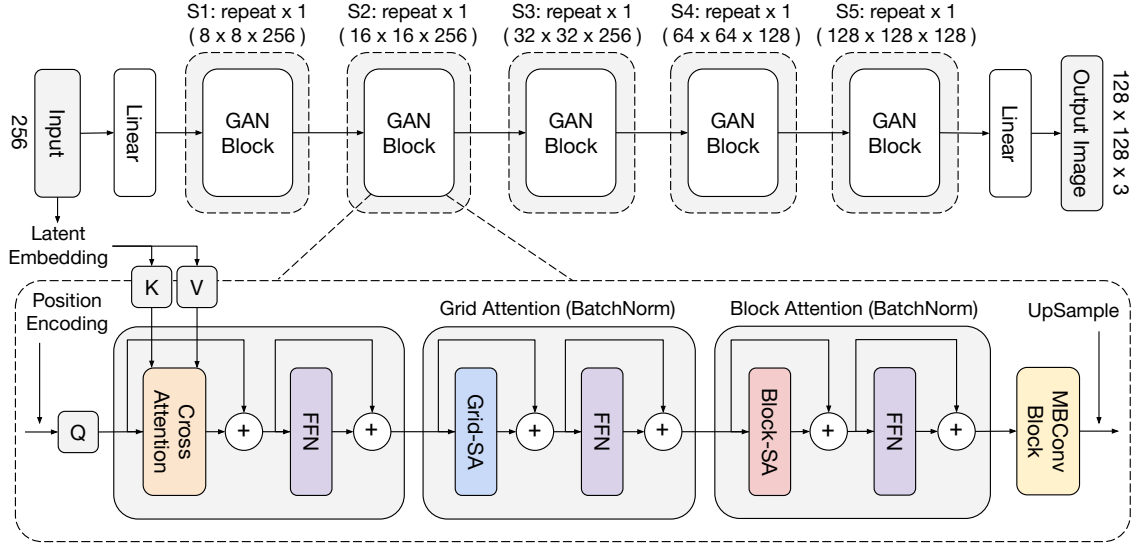 S1: repeat x 1
( 8 x 8 x 256)
S2: repeat x 1
( 16 x 16 x 256)
S3: repeat x 1
( 32 x 32 x 256)
S4: repeat x 1
( 64 x 64 x 128)
S5: repeat x 1
( 128 x 128 x 128)
256
Input
Linear
GAN
Block
GAN
Block
GAN
Block
GAN
Block
GAN
Block
Linear
Output Image
128 x 128 x 3
Latent
Embedding
K
V
Position
Encoding
Grid Attention (BatchNorm)
Block Attention (BatchNorm)
UpSample
Q
Cross
Attention
+
FFN
+
Grid-SA
+
FFN
+
Block-SA
+
FFN
+
MBConv
Block